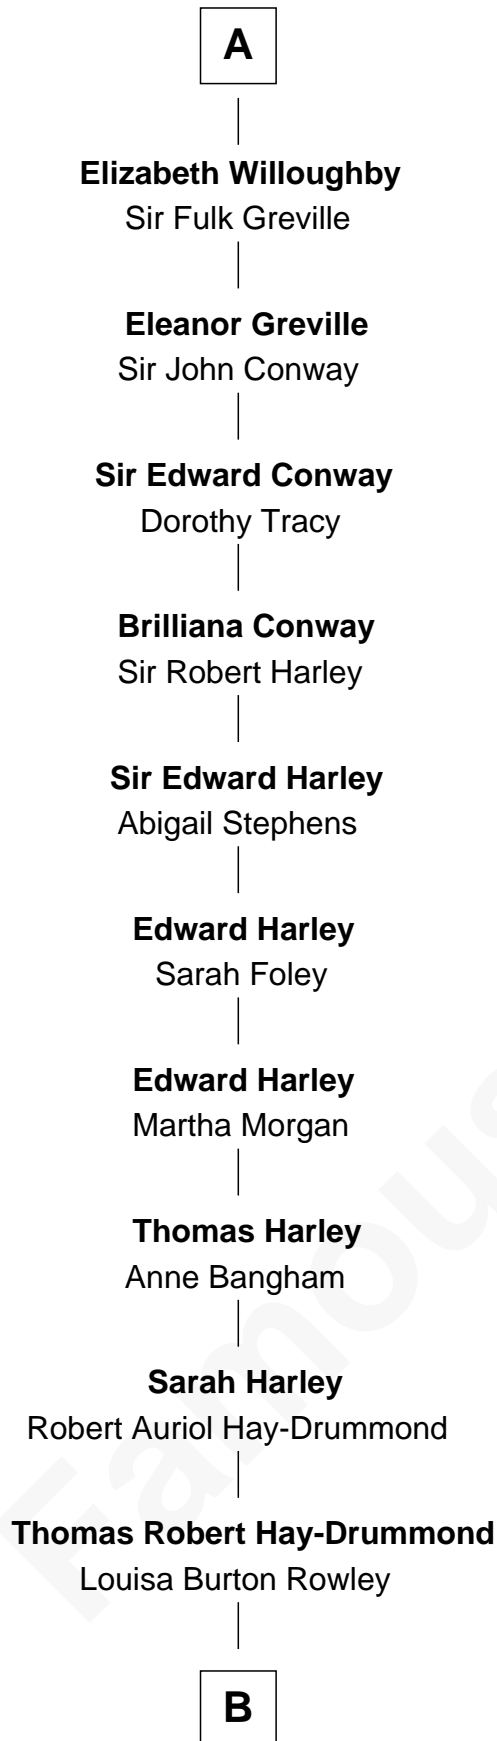 A
Elizabeth Willoughby
Sir Fulk Greville
Eleanor Greville
Sir John Conway
Sir Edward Conway
Dorothy Tracy
Brilliana Conway
Sir Robert Harley
Sir Edward Harley
Abigail Stephens
Edward Harley
Sarah Foley
Edward Harley
Martha Morgan
Thomas Harley
Anne Bangham
Sarah Harley
Robert Auriol Hay-Drummond
Thomas Robert Hay-Drummond
Louisa Burton Rowley
B
Famous